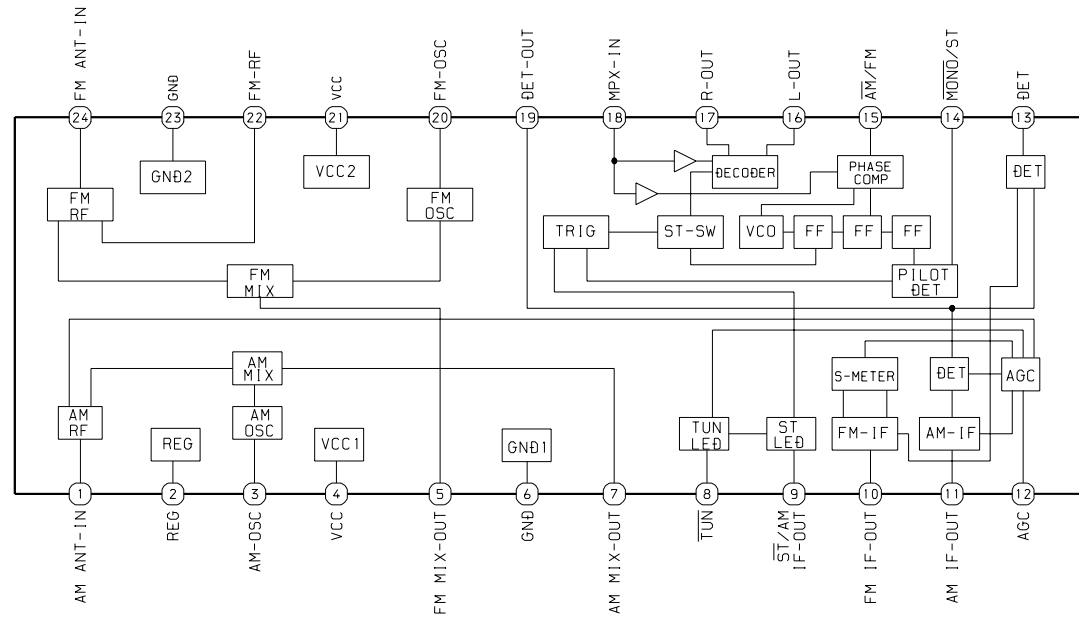 FM ANT-IN
GND
FM-RF
VCC
FM-OSC
DET-OUT
MPX-IN
R-OUT
L-OUT
AM/FM
MONO/ST
DET
24
23
22
21
20
19
18
17
16
15
14
13
GND2
VCC2
DECODER
PHASE
COMP
DET
FM
RF
FM
OSC
TRIG
ST-SW
VCO
FF
FF
FF
FM
MIX
PILOT
DET
AM
MIX
S-METER
DET
AGC
AM
RF
REG
AM
OSC
VCC1
GND1
TUN
LED
ST
LED
FM-IF
AM-IF
1
2
3
4
5
6
7
8
9
10
11
12
AM ANT-IN
REG
AM-OSC
VCC
FM MIX-OUT
GND
AM MIX-OUT
TUN
ST/AM
IF-OUT
FM IF-OUT
AM IF-OUT
AGC